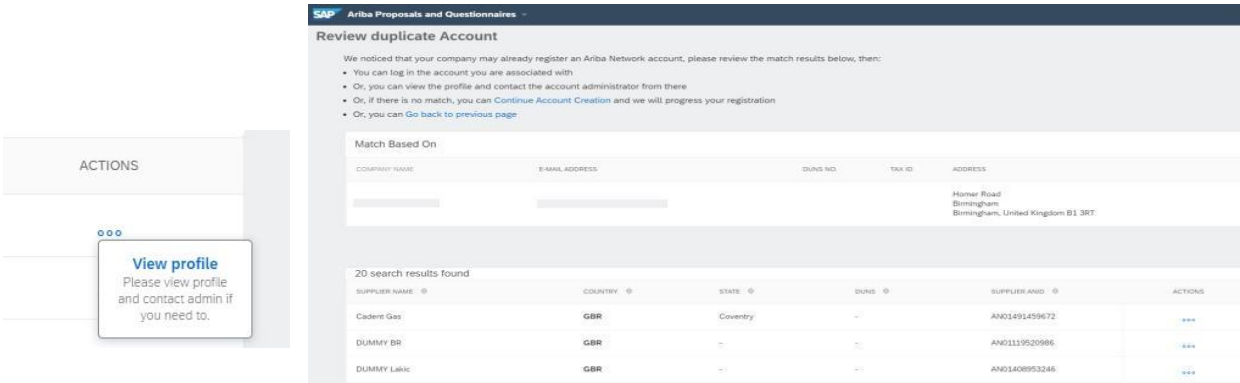 ACTIONS
View profile
Please view profile
and contact admin if
you need to.
SAP Ariba Proposals and Questionnaires
Review duplicate Account
We noticed that your company may already register an Ariba Network account, please review the match results below, then:
• You can log in the account you are associated with
• Or, you can view the profile and contact the account administrator from there
• Or, if there is no match, you can Continue Account Creation and we will progress your registration
• Or, you can Go back to previous page
Match Based On
COMPANY NAME E-MAIL ADDRESS DUNS NO. TAX ID ADDRESS
Homer Road
Birmingham
Birmingham, United Kingdom B1 3RT
20 search results found
SUPPLIER NAME COUNTRY STATE DUNS SUPPLIER ANID ACTIONS
Cadent Gas GBR Coventry - AN01491459672
DUMMY BR GBR - - AN01119520986
DUMMY Lakic GBR - - AN01408953246